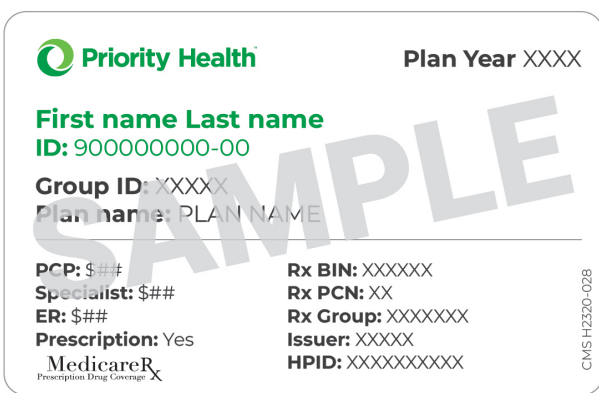 Priority Health
Plan Year XXXX
First name Last name
ID: 900000000-00
Group ID: XXXXX
Plan name: PLAN NAME
SAMPLE
PCP: $##
Specialist: $##
ER: $##
Prescription: Yes
MedicareRx
Prescription Drug Coverage
Rx BIN: XXXXXX
Rx PCN: XX
Rx Group: XXXXXXX
Issuer: XXXXX
HPID: XXXXXXXXXX
CMS H2320-028